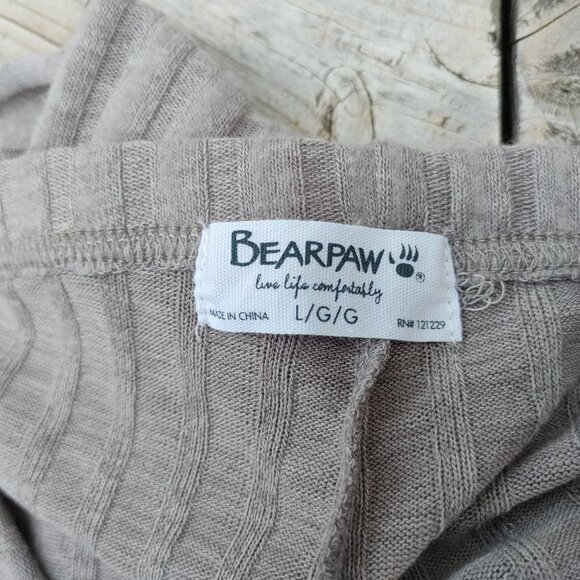 BEARPAW ®
live life comfortably
MADE IN CHINA L/G/G RN# 121229